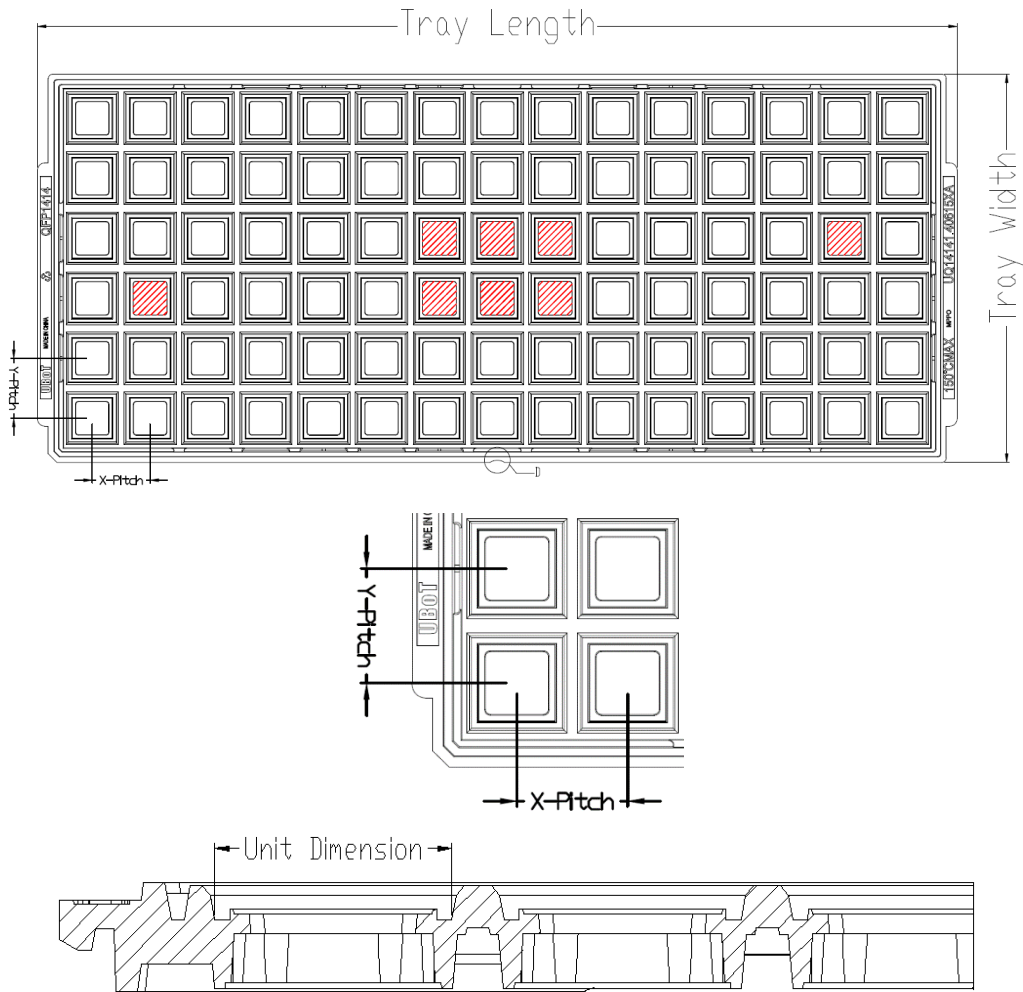 Tray Length
Tray Width
QFP1414
MADE IN CHINA
UBOT
UQ14141.40615XA
MPPO
150°CMAX
Y-Pitch
X-Pitch
D
MADE IN C
UBOT
Y-Pitch
X-Pitch
Unit Dimension